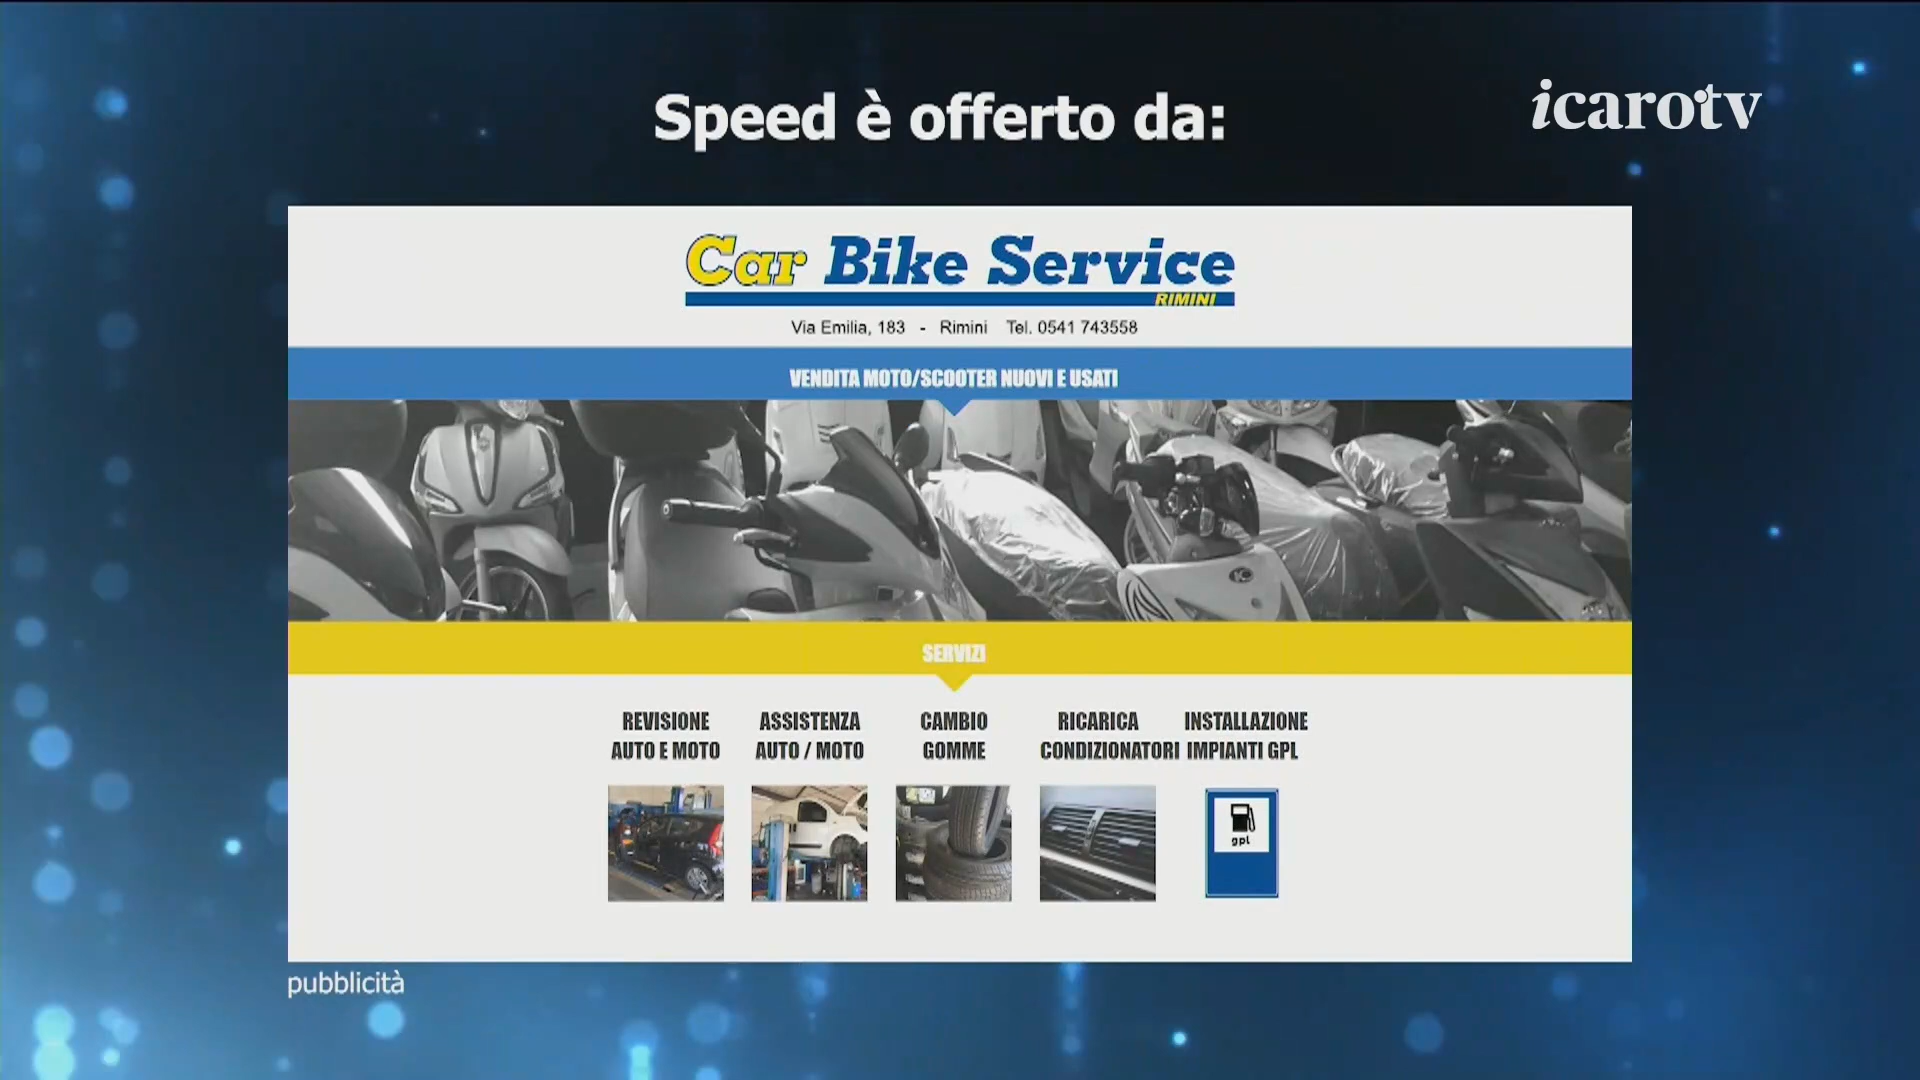 Speed è offerto da:
icarotv
Car Bike Service
RIMINI
Via Emilia, 183 - Rimini Tel. 0541 743558
VENDITA MOTO/SCOOTER NUOVI E USATI
SERVIZI
REVISIONE
AUTO E MOTO
ASSISTENZA
AUTO / MOTO
CAMBIO
GOMME
RICARICA
CONDIZIONATORI
INSTALLAZIONE
IMPIANTI GPL
gpl
pubblicità